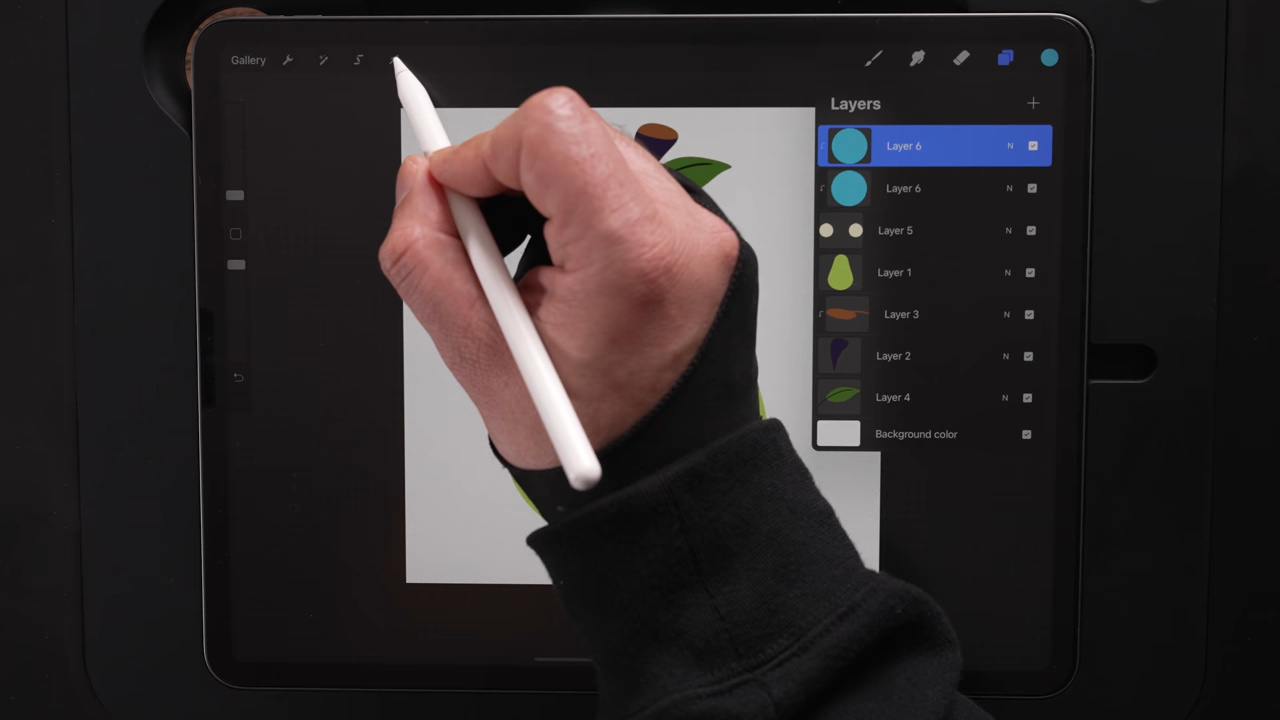 Gallery
Layers
Layer 6 N
Layer 6 N
Layer 5 N
Layer 1 N
Layer 3 N
Layer 2 N
Layer 4 N
Background color